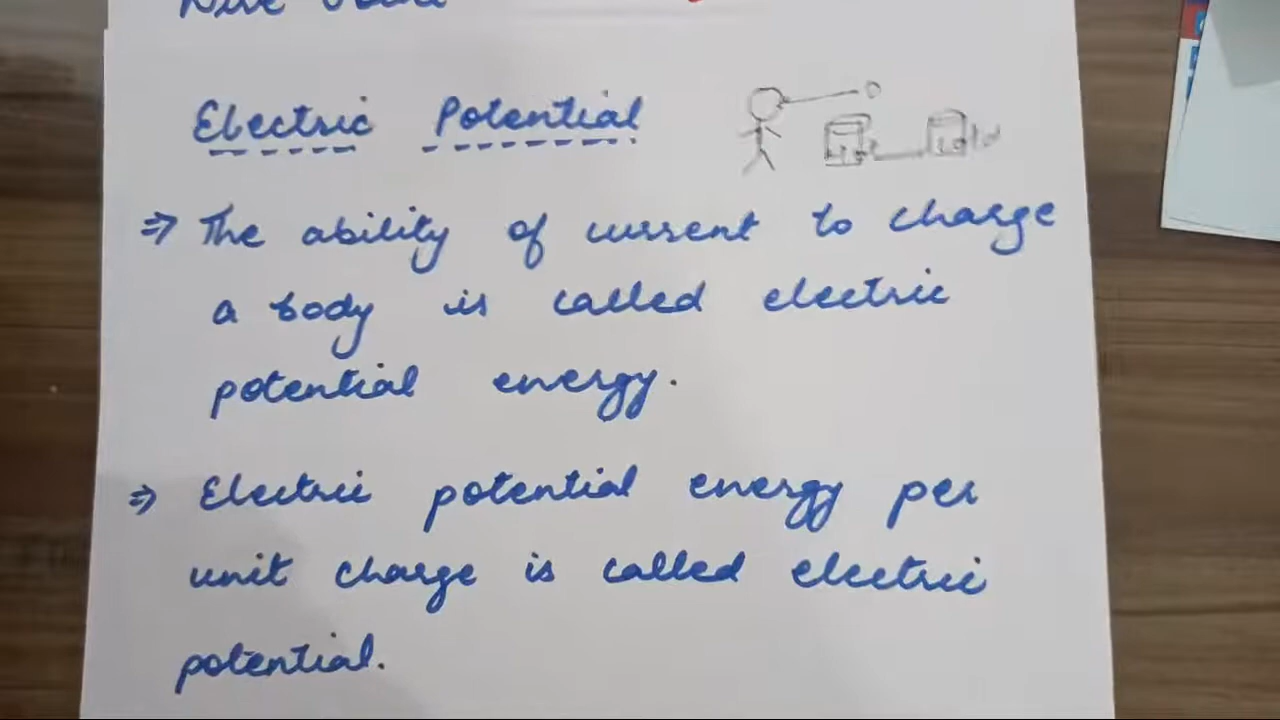 Electric Potential
⇒ The ability of current to charge
a body is called electric
potential energy.
⇒ Electric potential energy per
unit charge is called electric
potential.